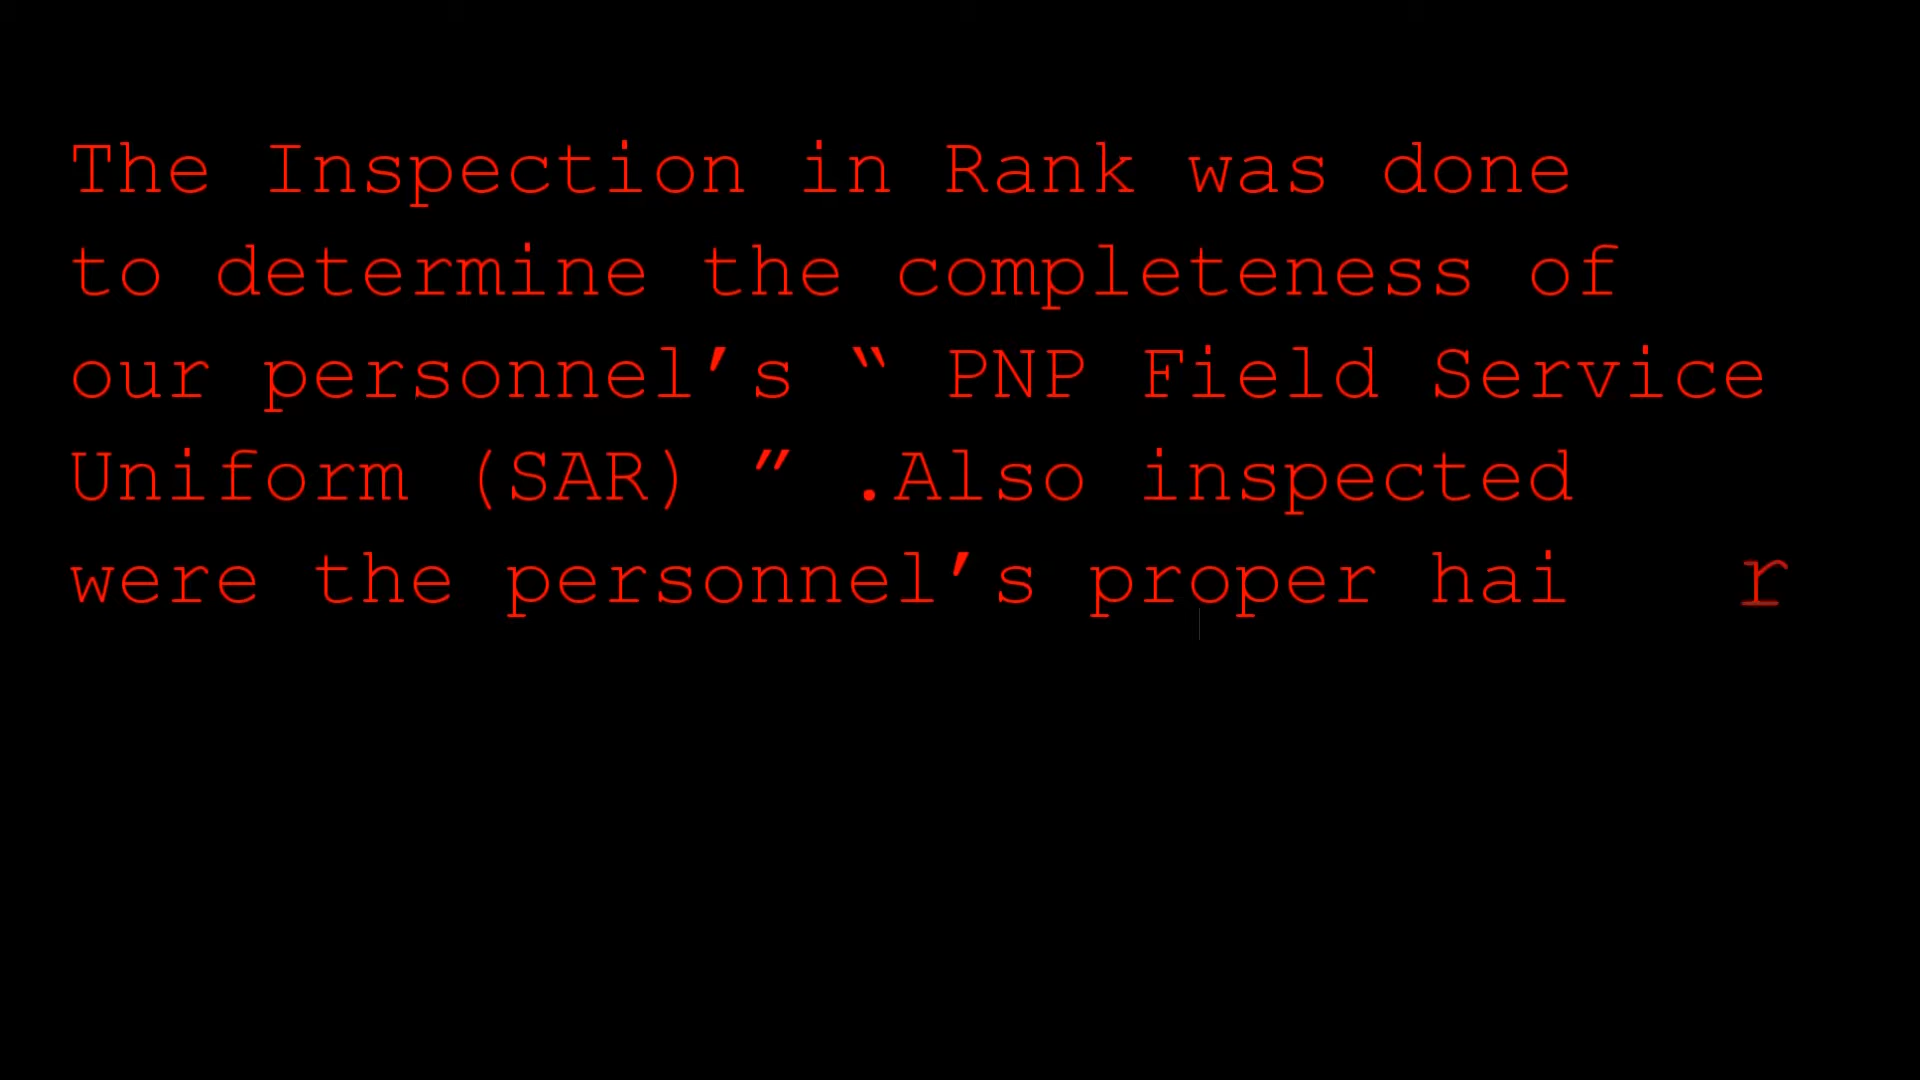 The Inspection in Rank was done
to determine the completeness of
our personnel’s “ PNP Field Service
Uniform (SAR) ” .Also inspected
were the personnel’s proper hai r